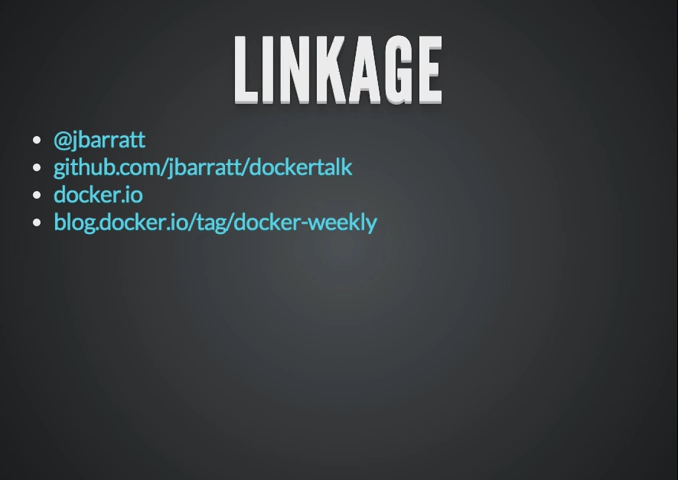 LINKAGE
@jbarratt
github.com/jbarratt/dockertalk
docker.io
blog.docker.io/tag/docker-weekly